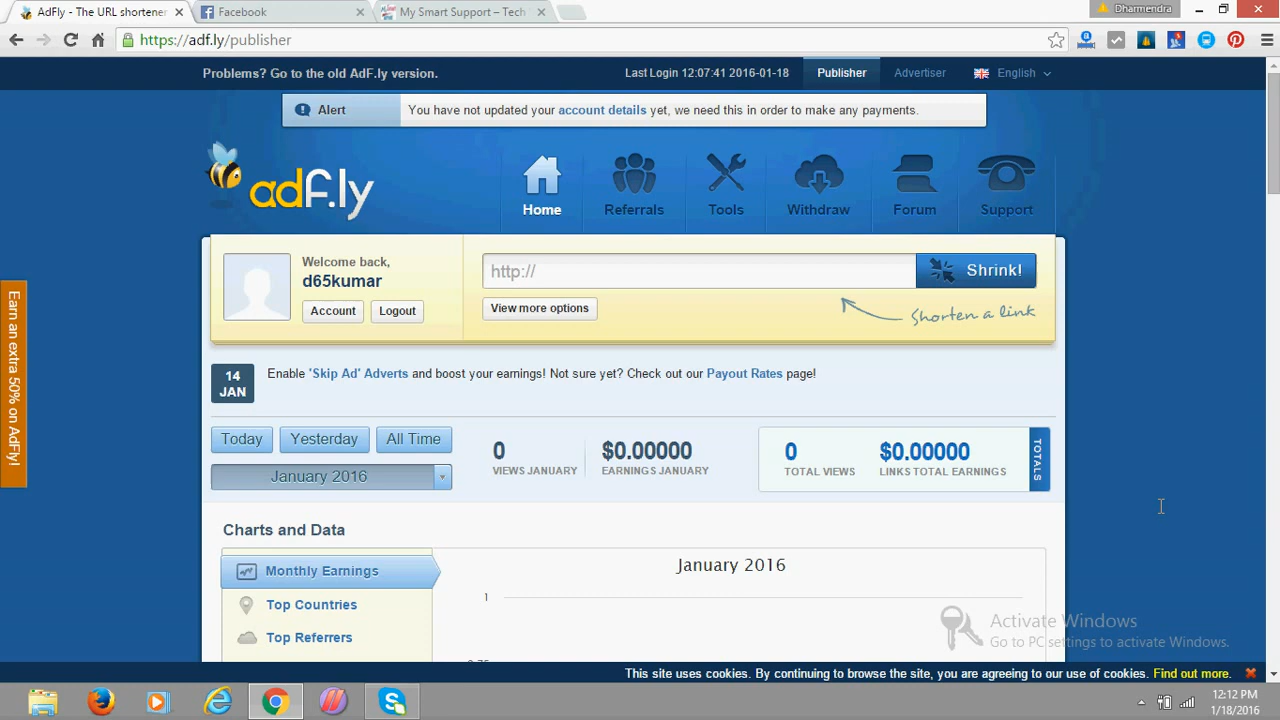 AdFly - The URL shortener
Facebook
My Smart Support – Tech
Dharmendra
https://adf.ly/publisher
Problems? Go to the old AdF.ly version.
Last Login 12:07:41 2016-01-18
Publisher
Advertiser
English
Alert
You have not updated your account details yet, we need this in order to make any payments.
adf.ly
Home
Referrals
Tools
Withdraw
Forum
Support
Welcome back,
d65kumar
Account
Logout
http://
Shrink!
View more options
Shorten a link
Earn an extra 50% on AdFly!
14
JAN
Enable 'Skip Ad' Adverts and boost your earnings! Not sure yet? Check out our Payout Rates page!
Today
Yesterday
All Time
January 2016
0
VIEWS JANUARY
$0.00000
EARNINGS JANUARY
0
TOTAL VIEWS
$0.00000
LINKS TOTAL EARNINGS
TOTALS
Charts and Data
Monthly Earnings
Top Countries
Top Referrers
January 2016
1
Activate Windows
Go to PC settings to activate Windows.
This site uses cookies. By continuing to browse the site, you are agreeing to our use of cookies. Find out more.
12:12 PM
1/18/2016